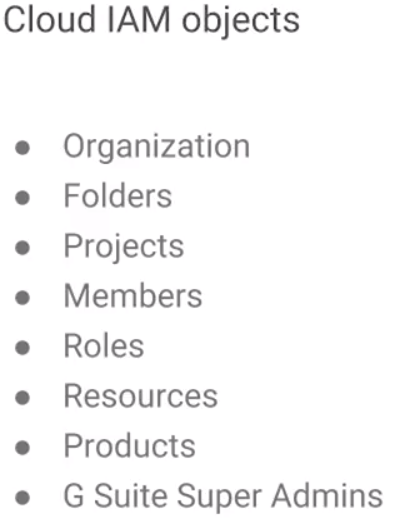 Cloud IAM objects
● Organization
● Folders
● Projects
● Members
● Roles
● Resources
● Products
● G Suite Super Admins